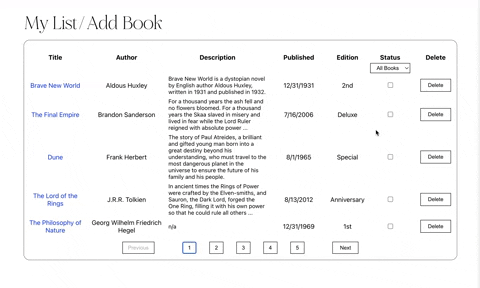 My List/Add Book
Title Author Description Published Edition Status Delete
All Books
Brave New World Aldous Huxley Brave New World is a dystopian novel by English author Aldous Huxley, written in 1931 and published in 1932. 12/31/1931 2nd Delete
The Final Empire Brandon Sanderson For a thousand years the ash fell and no flowers bloomed. For a thousand years the Skaa slaved in misery and lived in fear while the Lord Ruler reigned with absolute power ... 7/16/2006 Deluxe Delete
Dune Frank Herbert The story of Paul Atreides, a brilliant and gifted young man born into a great destiny beyond his understanding, who must travel to the most dangerous planet in the universe to ensure the future of his family and his people. 8/1/1965 Special Delete
The Lord of the Rings J.R.R. Tolkien In ancient times the Rings of Power were crafted by the Elven-smiths, and Sauron, the Dark Lord, forged the One Ring, filling it with his own power so that he could rule all others ... 8/13/2012 Anniversary Delete
The Philosophy of Nature Georg Wilhelm Friedrich Hegel n/a 12/31/1969 1st Delete
Previous 1 2 3 4 5 Next